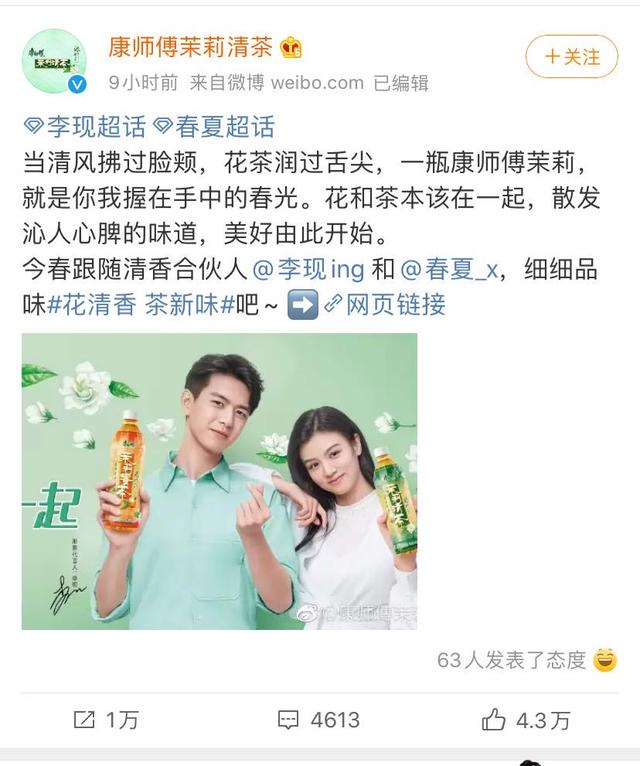 康师傅茉莉清茶
9小时前 来自微博 weibo.com 已编辑
+关注
李现超话 春夏超话
当清风拂过脸颊，花茶润过舌尖，一瓶康师傅茉莉，
就是你我握在手中的春光。花和茶本该在一起，散发
沁人心脾的味道，美好由此开始。
今春跟随清香合伙人 @李现ing 和 @春夏_x，细细品
味#花清香 茶新味#吧～ 网页链接
一起
康师傅
茉莉清茶
@康师傅茉
63人发表了态度
1万
4613
4.3万